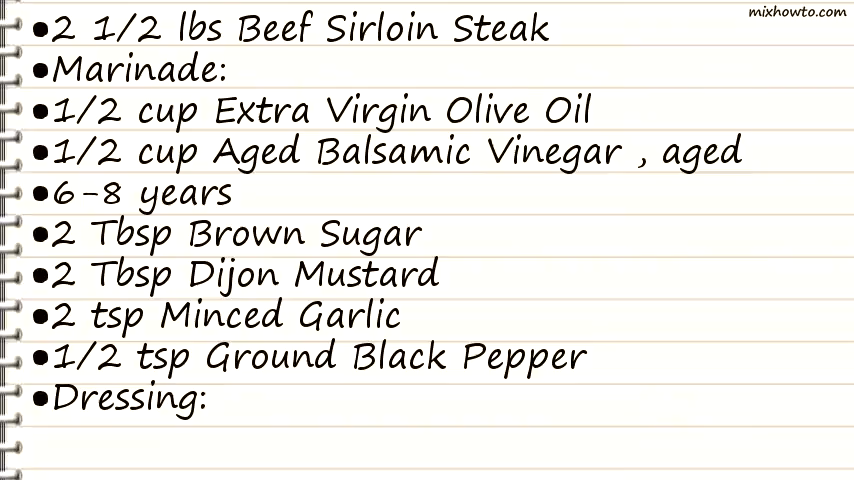 mixhowto.com
•2 1/2 lbs Beef Sirloin Steak
•Marinade:
•1/2 cup Extra Virgin Olive Oil
•1/2 cup Aged Balsamic Vinegar , aged
•6-8 years
•2 Tbsp Brown Sugar
•2 Tbsp Dijon Mustard
•2 tsp Minced Garlic
•1/2 tsp Ground Black Pepper
•Dressing: